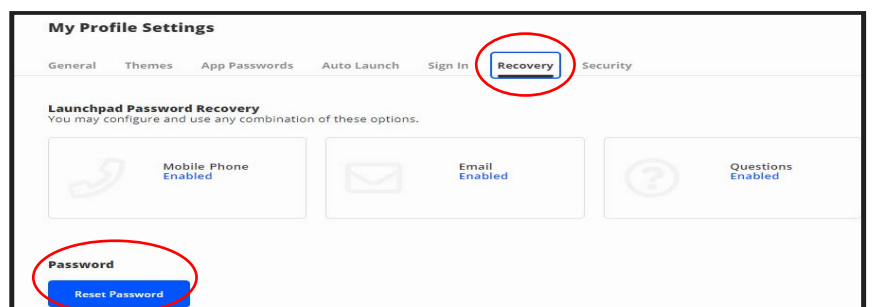 My Profile Settings
General Themes App Passwords Auto Launch Sign In Recovery Security
Launchpad Password Recovery
You may configure and use any combination of these options.
Mobile Phone
Enabled
Email
Enabled
Questions
Enabled
Password
Reset Password